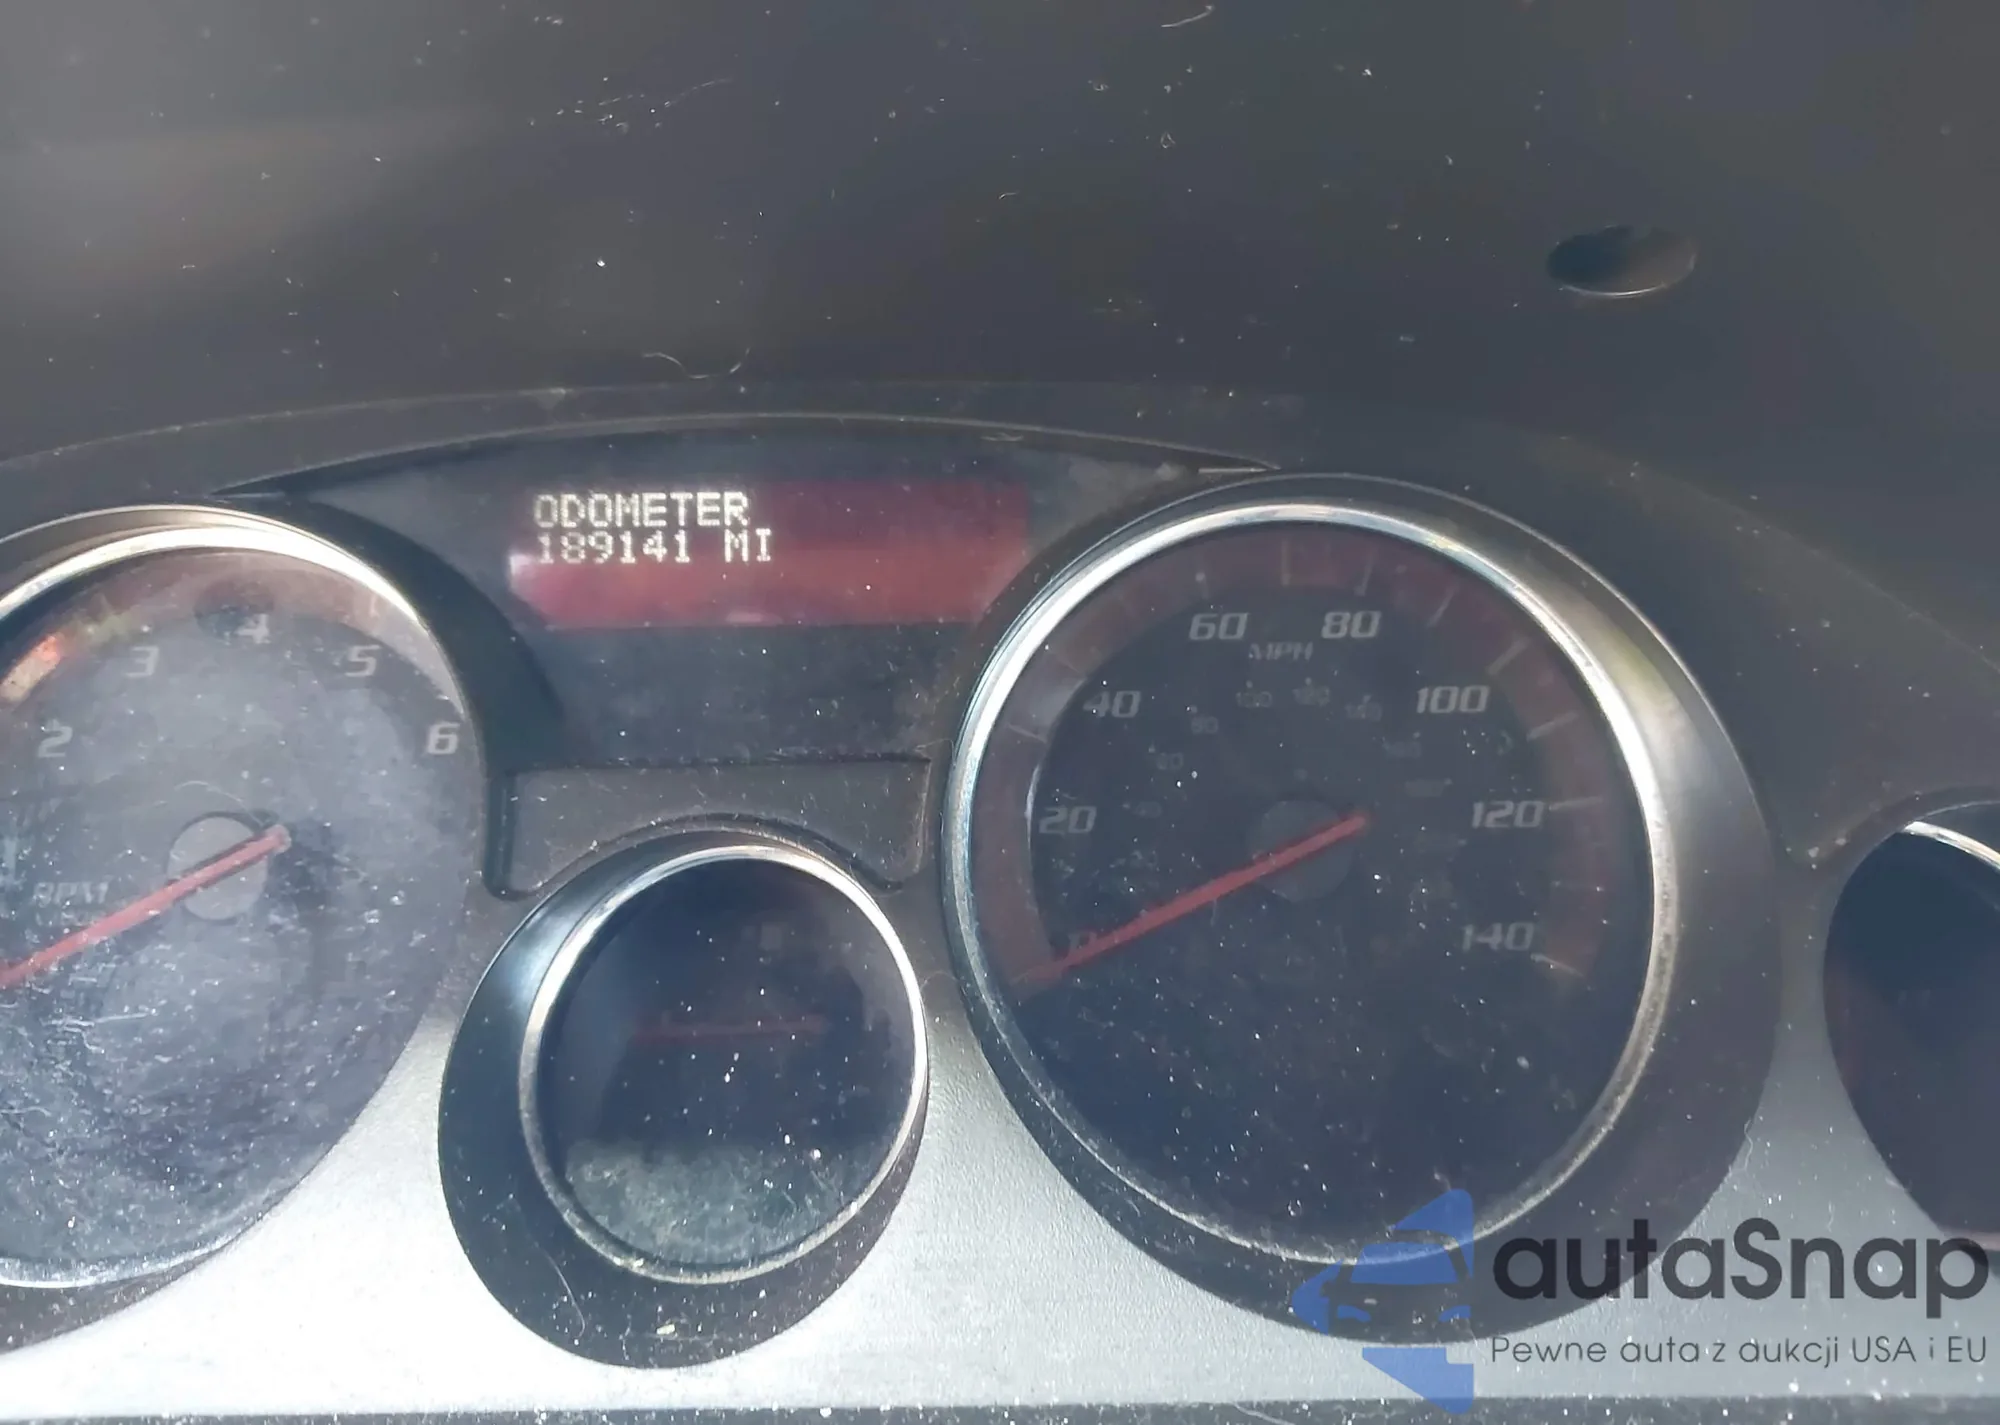 ODOMETER
189141 MI
2
3
4
5
6
RPM
20
40
60
80
100
120
140
MPH
autaSnap
Pewne auta z aukcji USA i EU